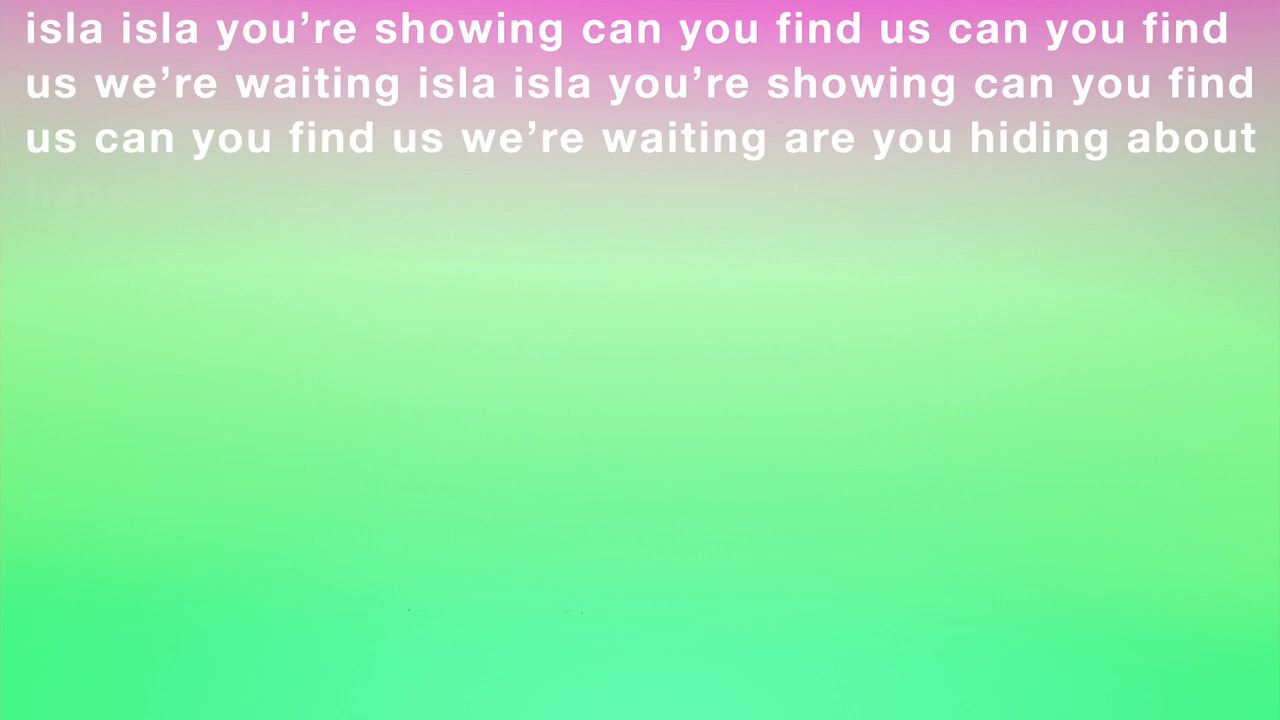 isla isla you’re showing can you find us can you find
us we’re waiting isla isla you’re showing can you find
us can you find us we’re waiting are you hiding about
have